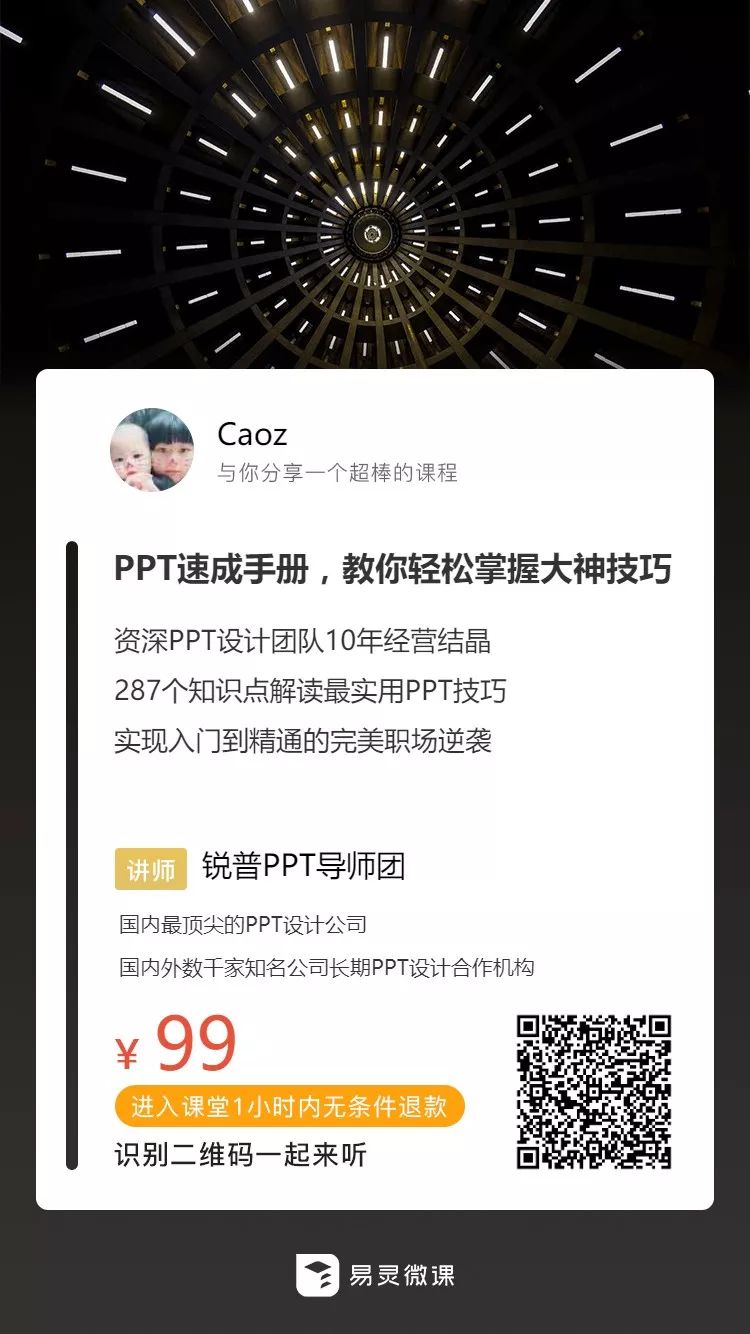 Caoz
与你分享一个超棒的课程
PPT速成手册，教你轻松掌握大神技巧
资深PPT设计团队10年经营结晶
287个知识点解读最实用PPT技巧
实现入门到精通的完美职场逆袭
讲师 锐普PPT导师团
国内最顶尖的PPT设计公司
国内外数千家知名公司长期PPT设计合作机构
¥ 99
进入课堂1小时内无条件退款
识别二维码一起来听
易灵微课